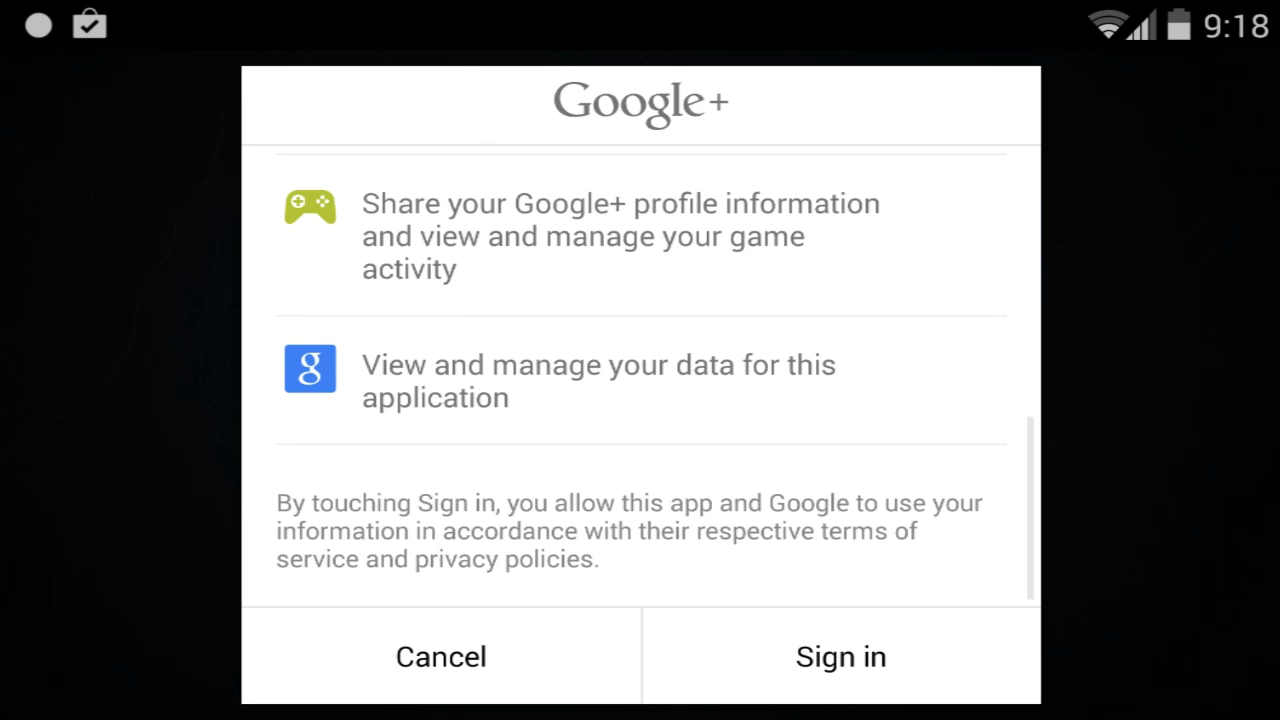 9:18
Google+
Share your Google+ profile information
and view and manage your game
activity
g
View and manage your data for this
application
By touching Sign in, you allow this app and Google to use your
information in accordance with their respective terms of
service and privacy policies.
Cancel
Sign in